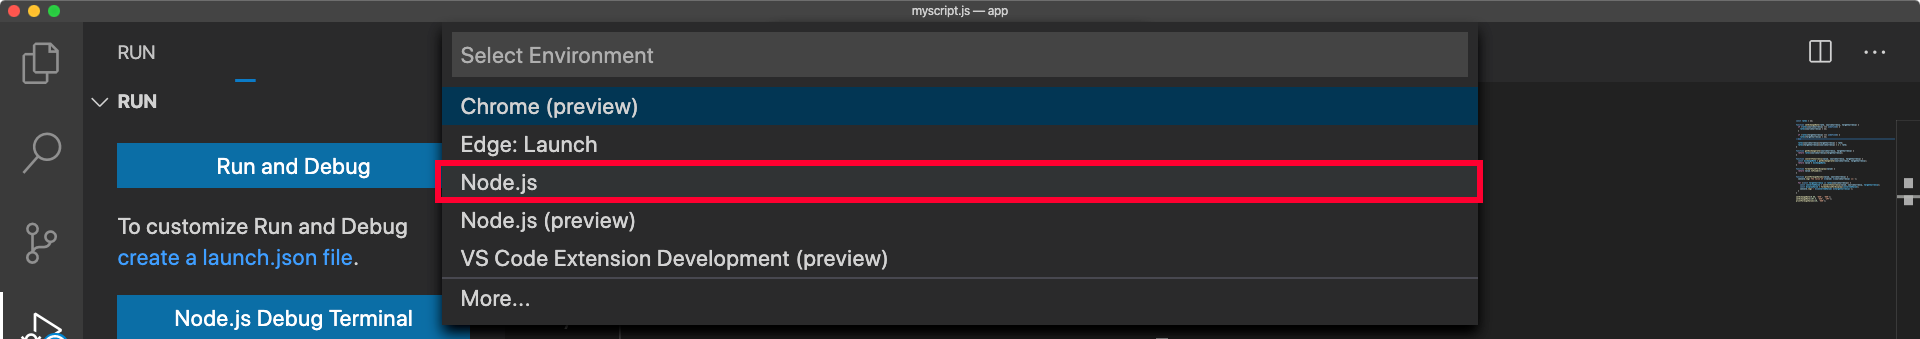 myscript.js — app
RUN
RUN
Run and Debug
To customize Run and Debug
create a launch.json file.
Node.js Debug Terminal
Select Environment
Chrome (preview)
Edge: Launch
Node.js
Node.js (preview)
VS Code Extension Development (preview)
More...